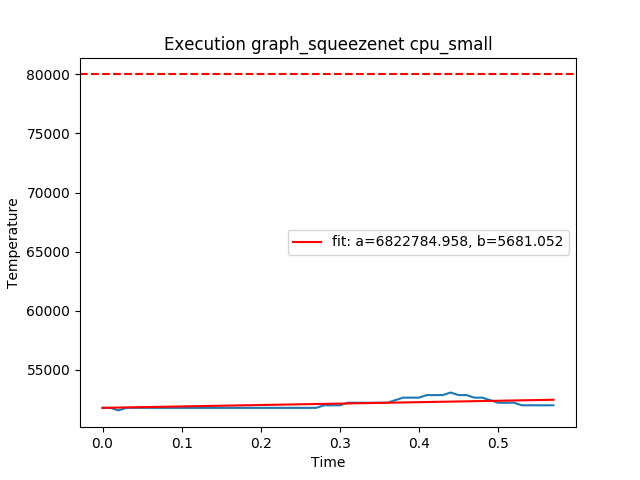 Execution graph_squeezenet cpu_small
80000
75000
70000
65000
60000
55000
Temperature
fit: a=6822784.958, b=5681.052
0.0 0.1 0.2 0.3 0.4 0.5
Time